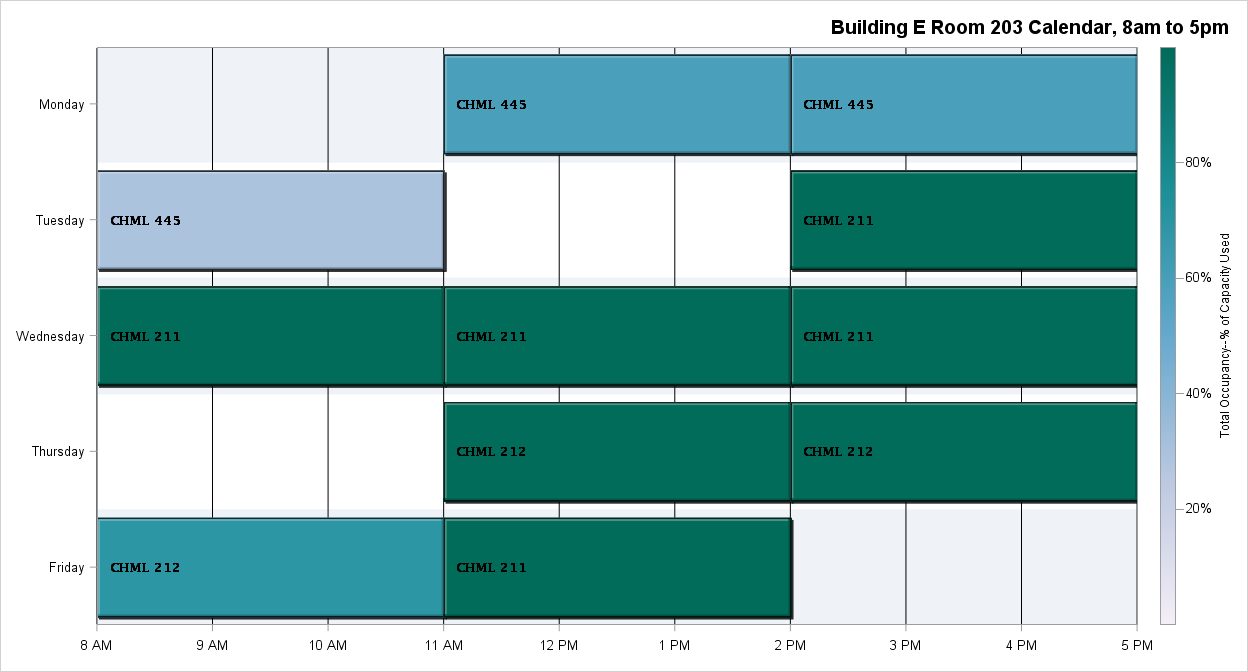 Building E Room 203 Calendar, 8am to 5pm
Monday
CHML 445
CHML 445
Tuesday
CHML 445
CHML 211
Wednesday
CHML 211
CHML 211
CHML 211
Thursday
CHML 212
CHML 212
Friday
CHML 212
CHML 211
8 AM
9 AM
10 AM
11 AM
12 PM
1 PM
2 PM
3 PM
4 PM
5 PM
80%
60%
40%
20%
Total Occupancy--% of Capacity Used